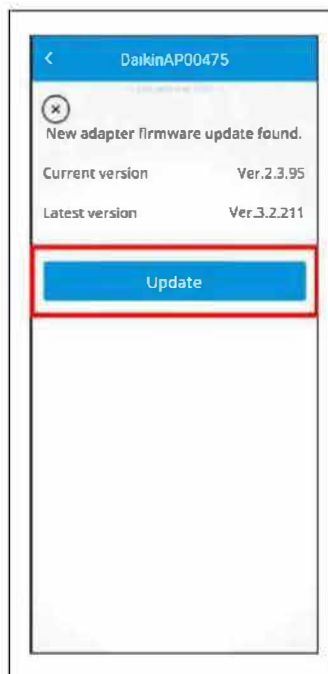 DaikinAP00475
New adapter firmware update found.
Current version Ver.2.3.95
Latest version Ver.3.2.211
Update